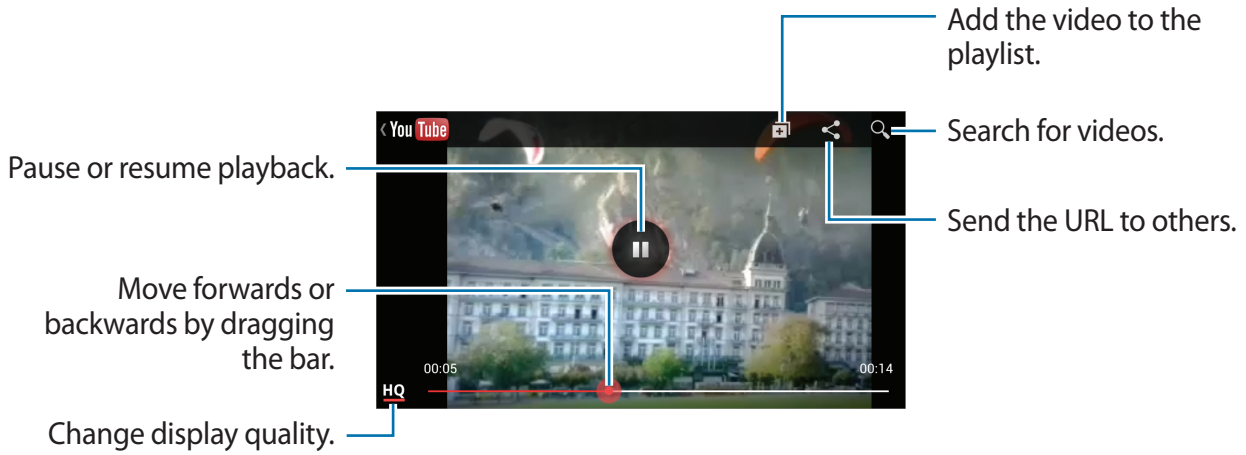 Add the video to the
playlist.
You Tube
Search for videos.
Pause or resume playback.
Send the URL to others.
Move forwards or
backwards by dragging
the bar.
00:05
00:14
HQ
Change display quality.